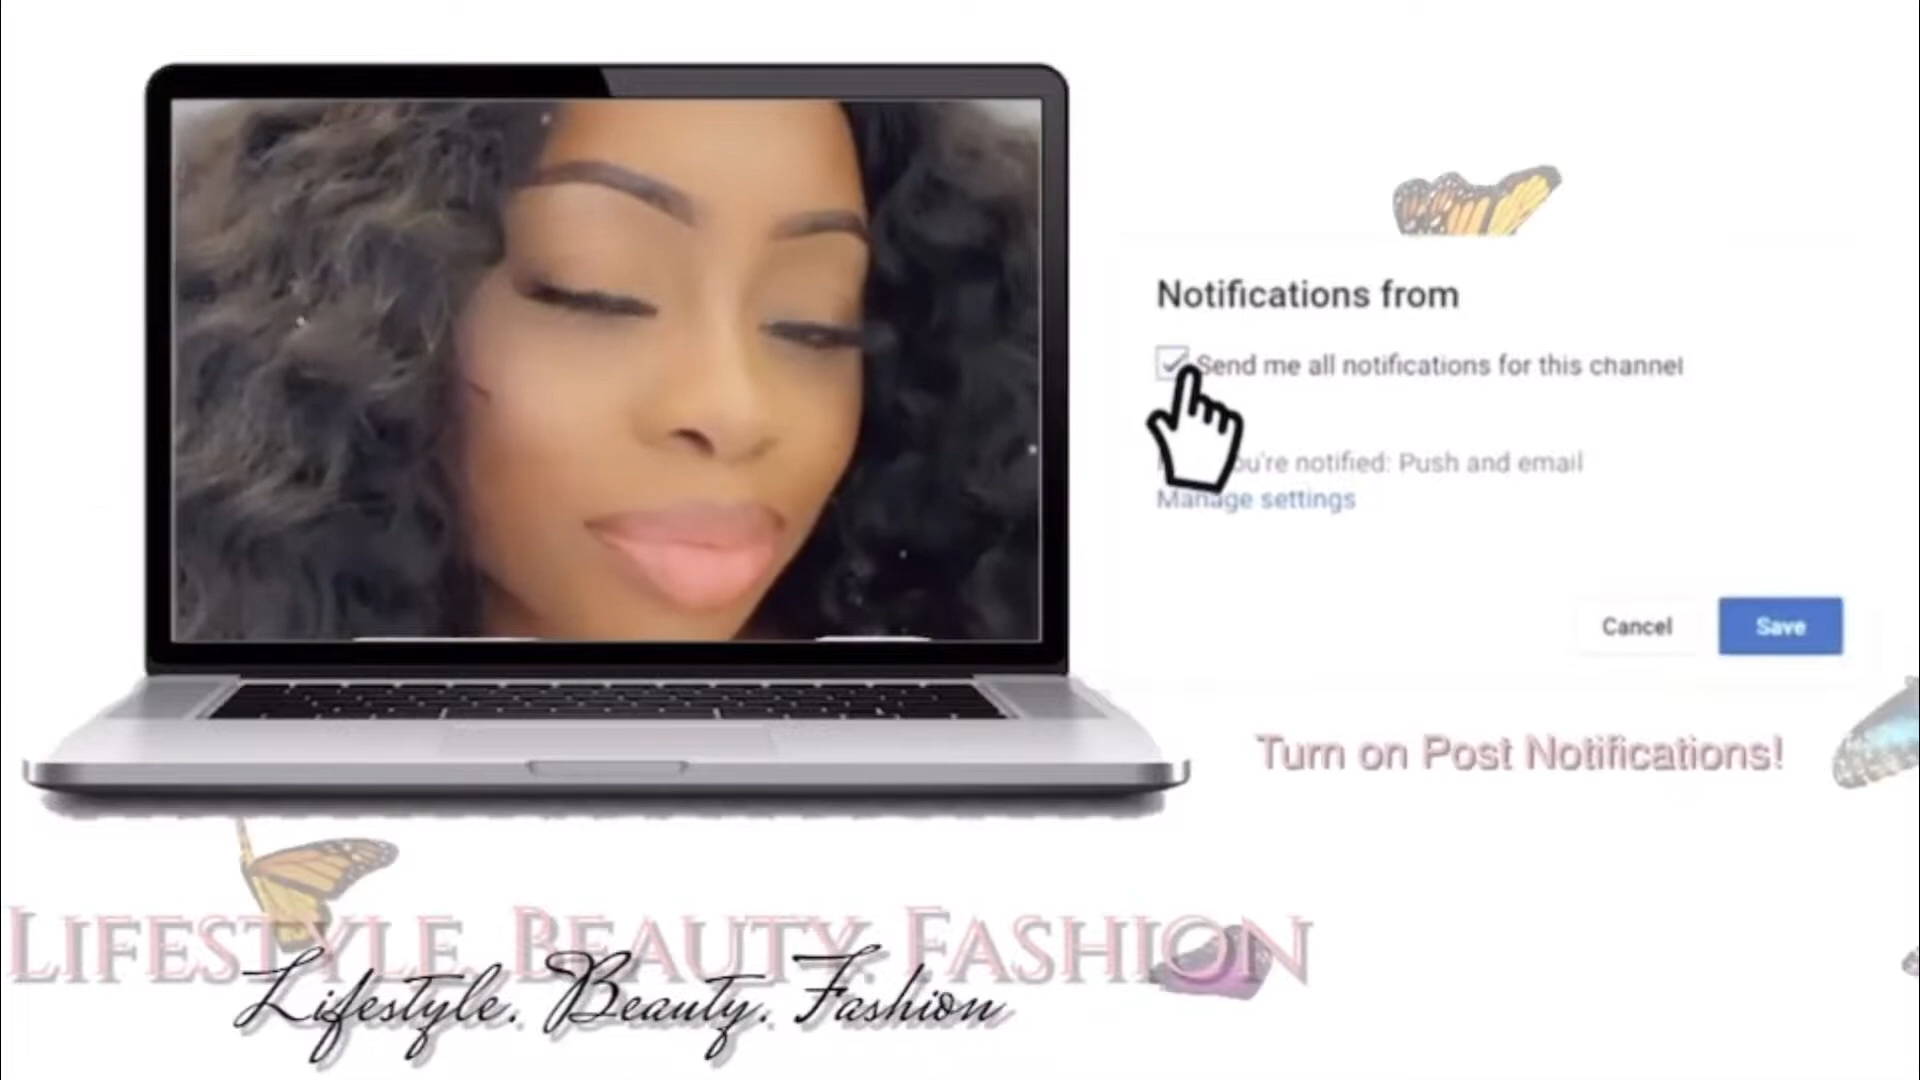 Notifications from
Send me all notifications for this channel
you're notified: Push and email
Manage settings
Cancel
Save
Turn on Post Notifications!
LIFESTYLE. BEAUTY. FASHION
Lifestyle. Beauty. Fashion